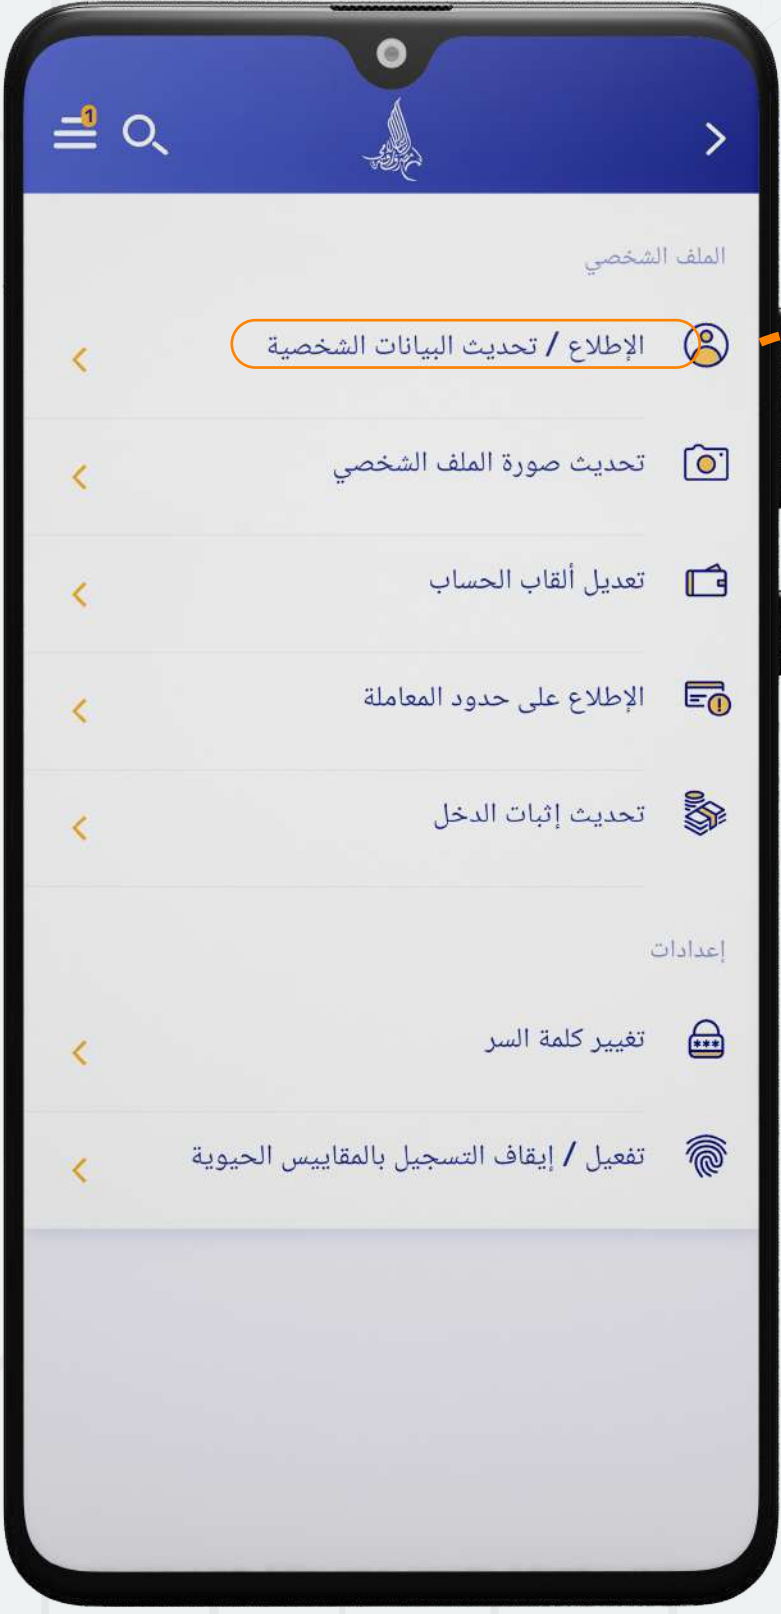 1
الملف الشخصي
الإطلاع / تحديث البيانات الشخصية
تحديث صورة الملف الشخصي
تعديل ألقاب الحساب
الإطلاع على حدود المعاملة
تحديث إثبات الدخل
إعدادات
تغيير كلمة السر
تفعيل / إيقاف التسجيل بالمقاييس الحيوية